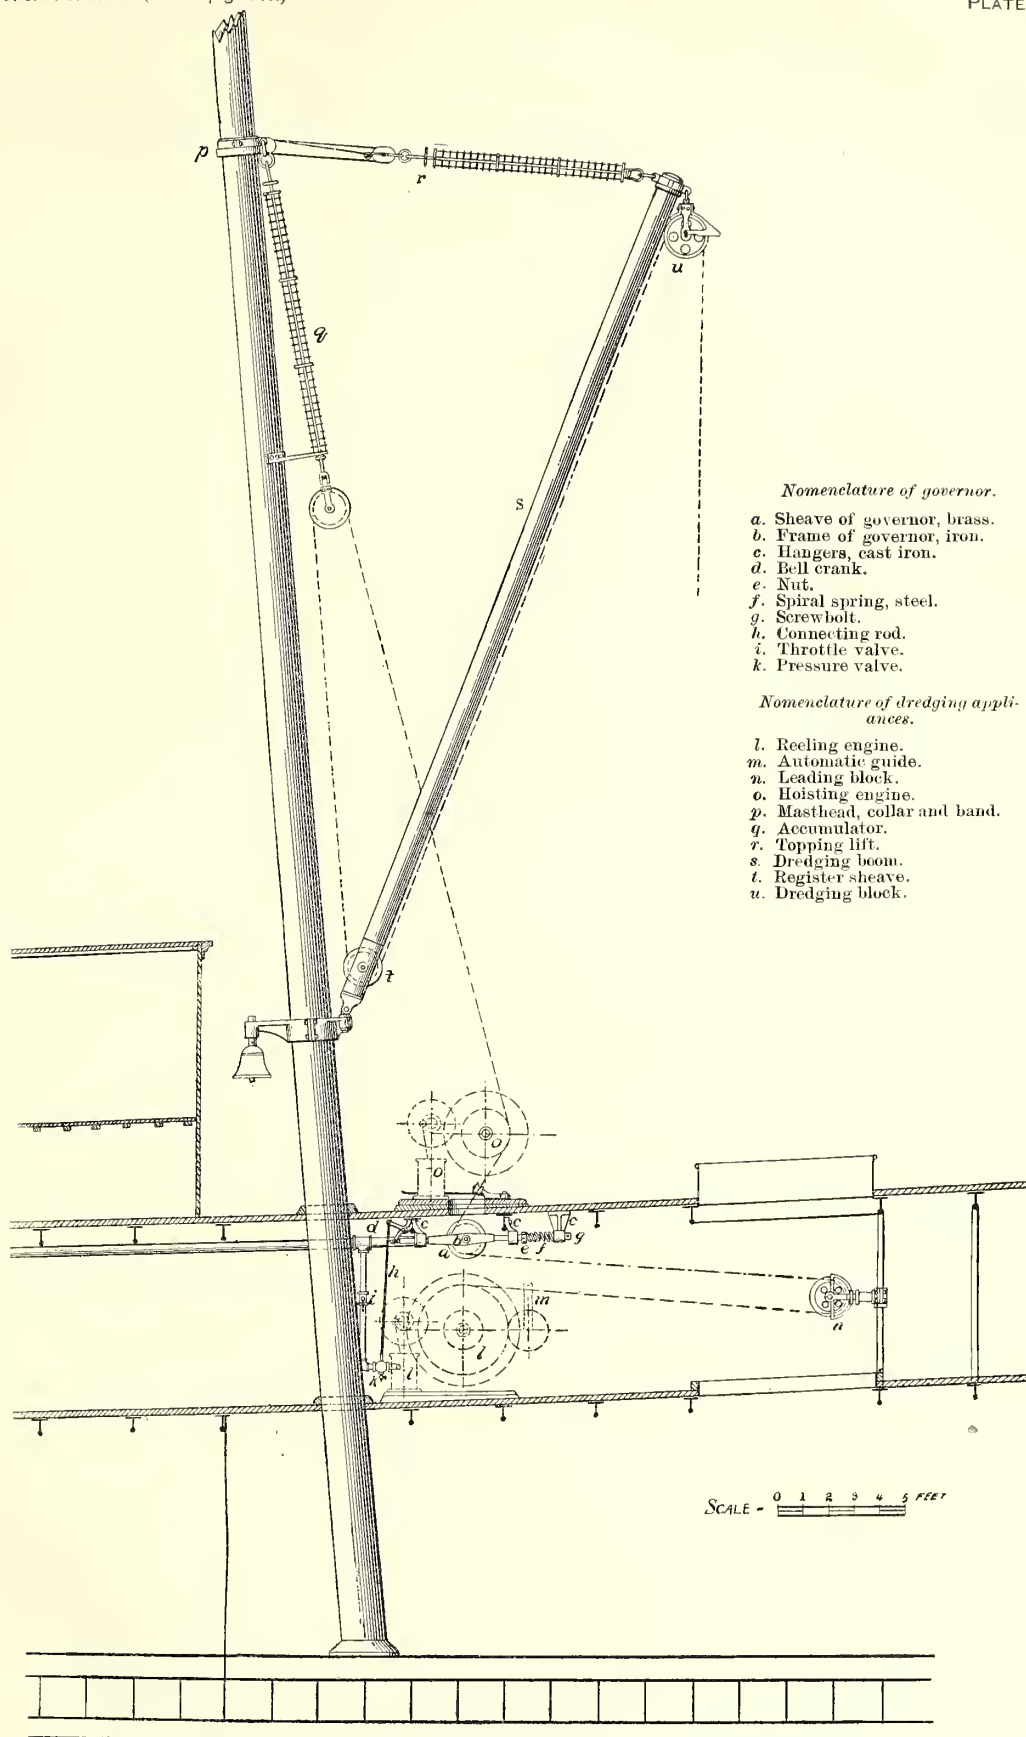 PLATE
p
r
u
q
s
Nomenclature of governor.
a. Sheave of governor, brass.
b. Frame of governor, iron.
c. Hangers, cast iron.
d. Bell crank.
e. Nut.
f. Spiral spring, steel.
g. Screwbolt.
h. Connecting rod.
i. Throttle valve.
k. Pressure valve.
Nomenclature of dredging appli-
ances.
l. Reeling engine.
m. Automatic guide.
n. Leading block.
o. Hoisting engine.
p. Masthead, collar and band.
q. Accumulator.
r. Topping lift.
s. Dredging boom.
t. Register sheave.
u. Dredging block.
t
o
o
d c c c
a b e f g
h
i m
n
k l l
0 1 2 3 4 5 FEET
SCALE -